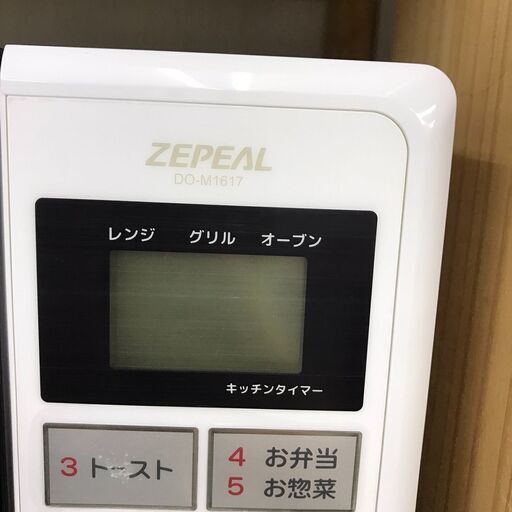 ZEPEAL
DO-M1617
レンジ グリル オーブン
キッチンタイマー
3 トースト
4 お弁当
5 お惣菜